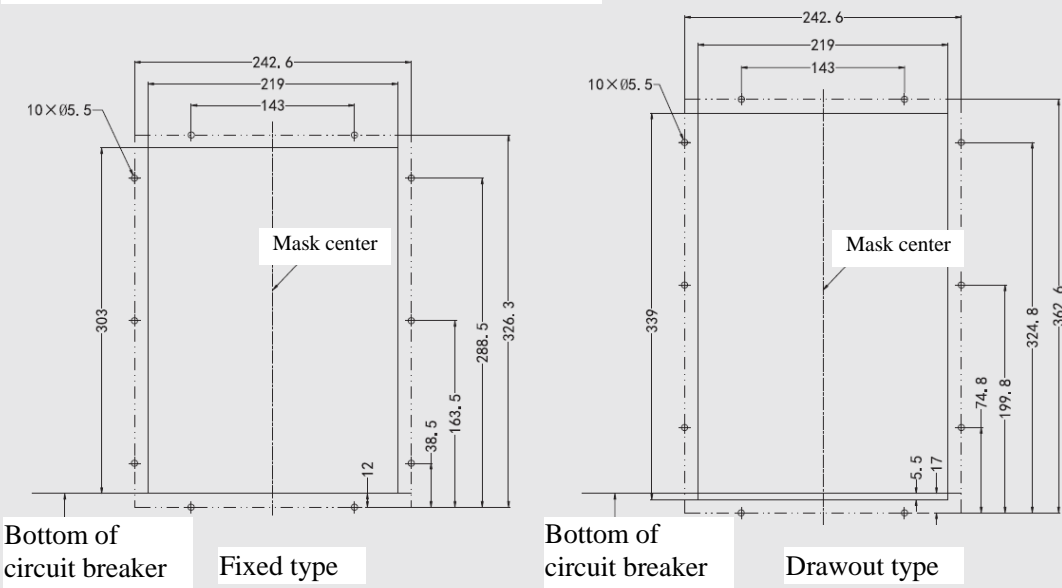 242.6
219
143
10×Ø5.5
Mask center
303
326.3
288.5
163.5
38.5
12
Bottom of
circuit breaker
Fixed type
242.6
219
143
10×Ø5.5
Mask center
339
362.6
324.8
199.8
74.8
5.5
17
Bottom of
circuit breaker
Drawout type